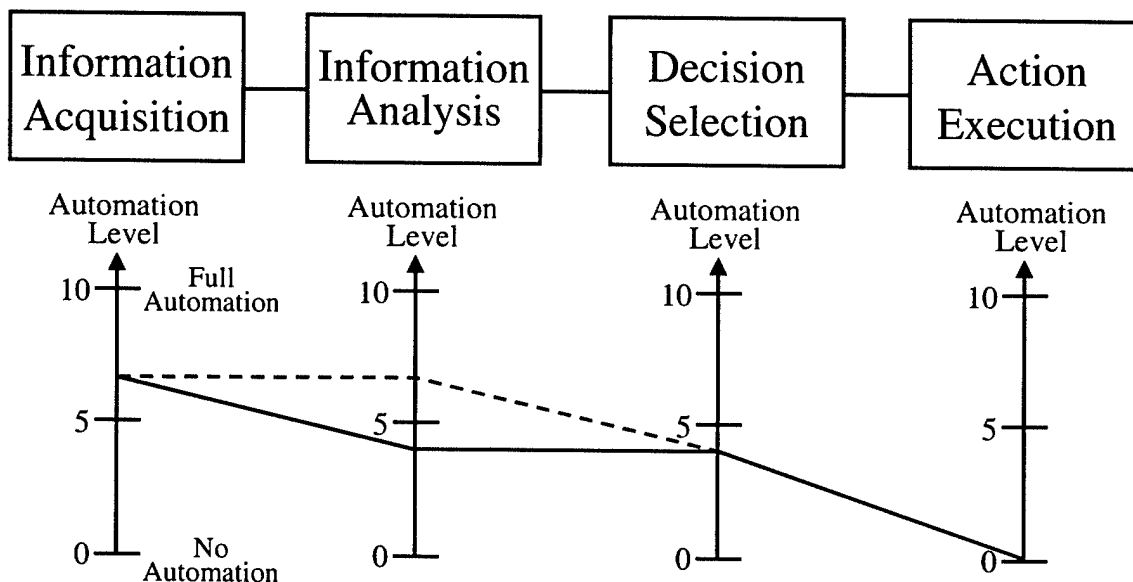 Information
Acquisition
Information
Analysis
Decision
Selection
Action
Execution
Automation
Level
10
Full
Automation
5
0
No
Automation
Automation
Level
10
5
0
Automation
Level
10
5
0
Automation
Level
10
5
0